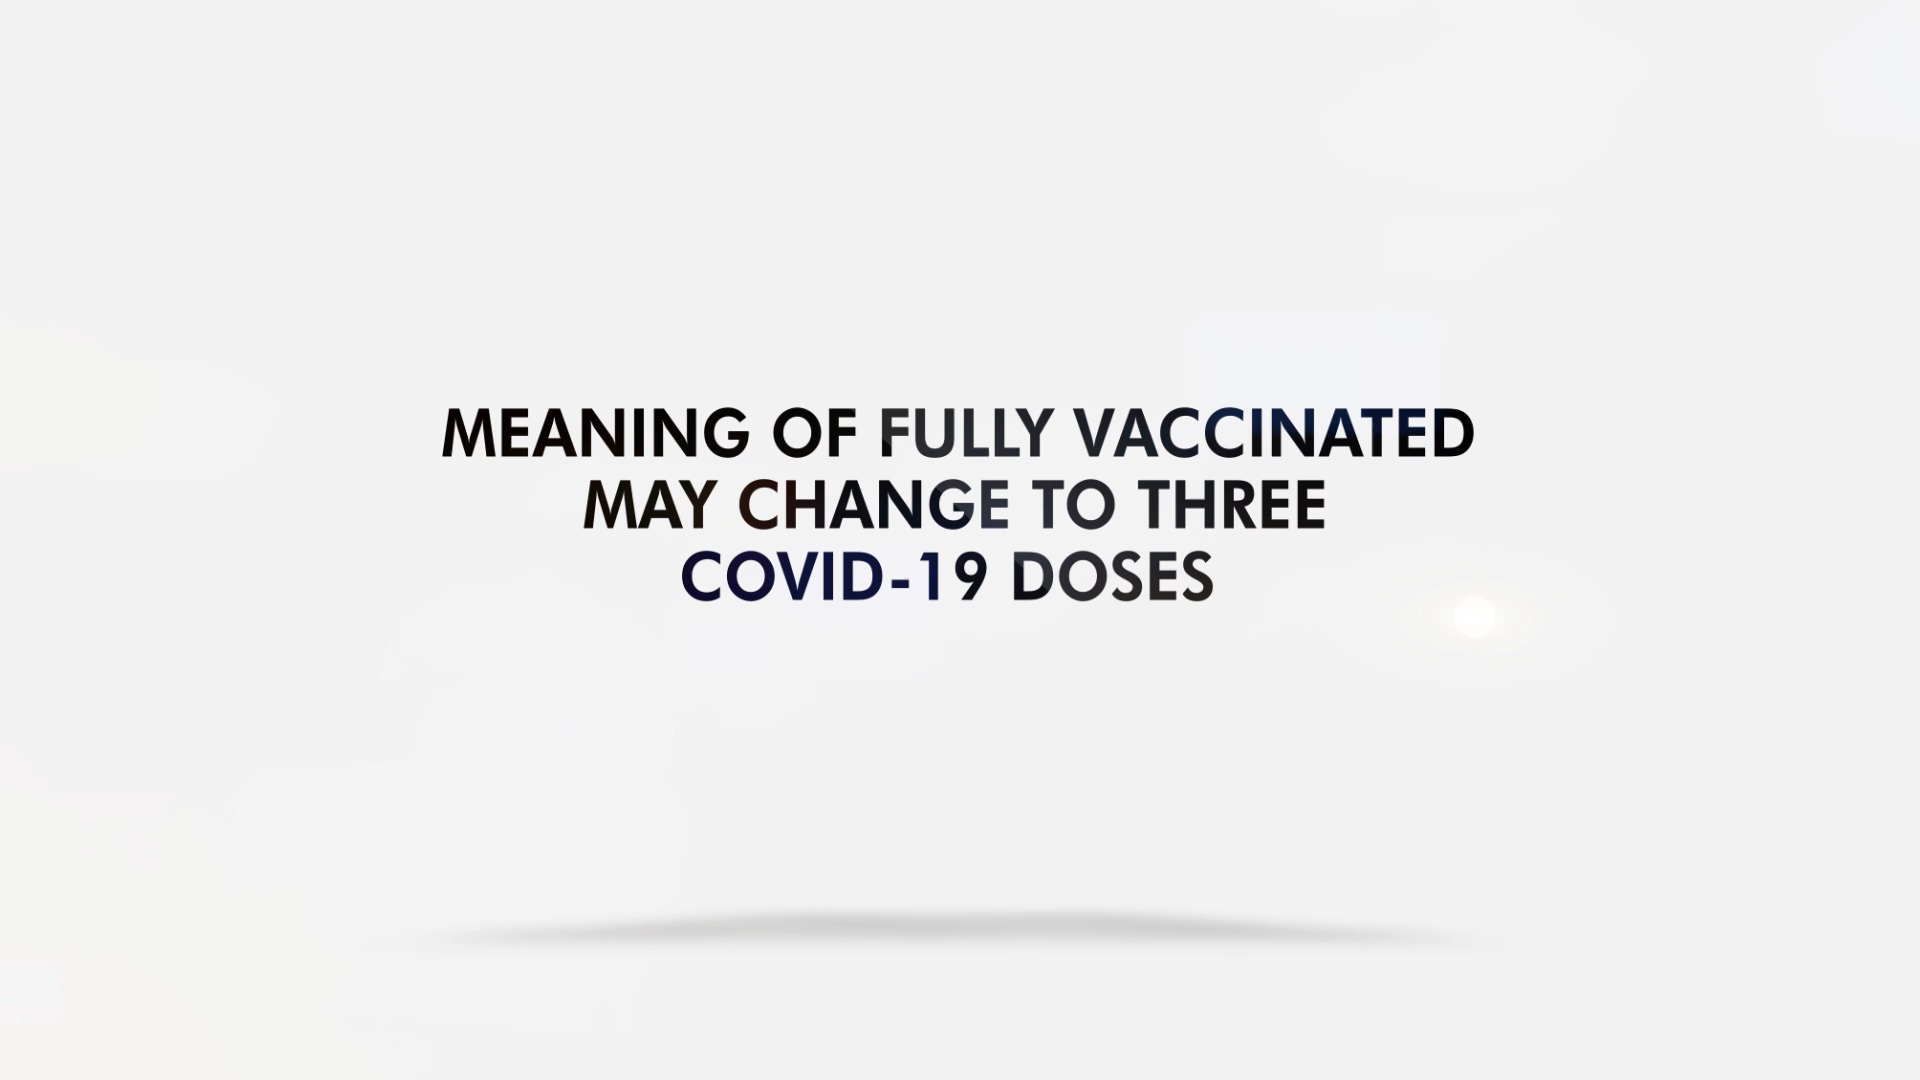 MEANING OF FULLY VACCINATED
MAY CHANGE TO THREE
COVID-19 DOSES